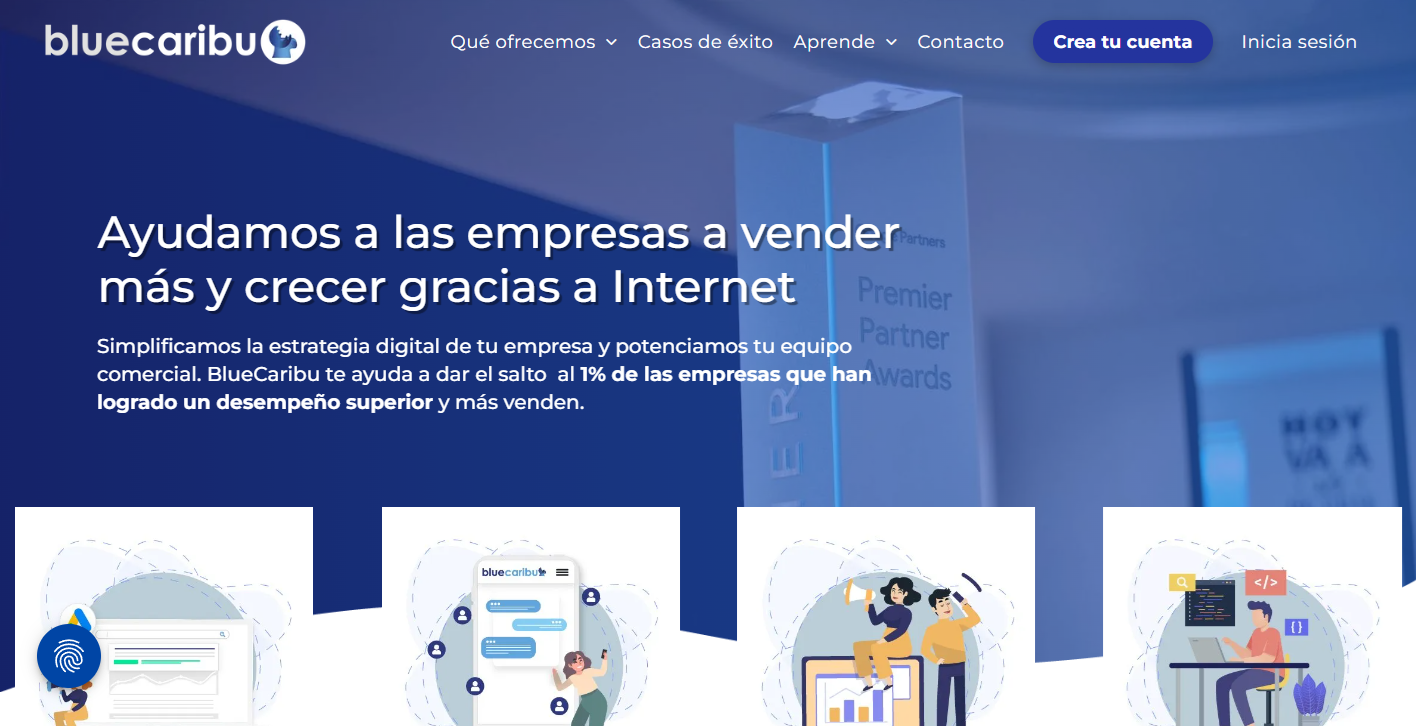 bluecaribu
Qué ofrecemos
Casos de éxito
Aprende
Contacto
Crea tu cuenta
Inicia sesión
Ayudamos a las empresas a vender
más y crecer gracias a Internet
Simplificamos la estrategia digital de tu empresa y potenciamos tu equipo
comercial. BlueCaribu te ayuda a dar el salto al 1% de las empresas que han
logrado un desempeño superior y más venden.
Partners
Premier
Partner
Awards
HOY
VA A
bluecaribu
</>
{ }